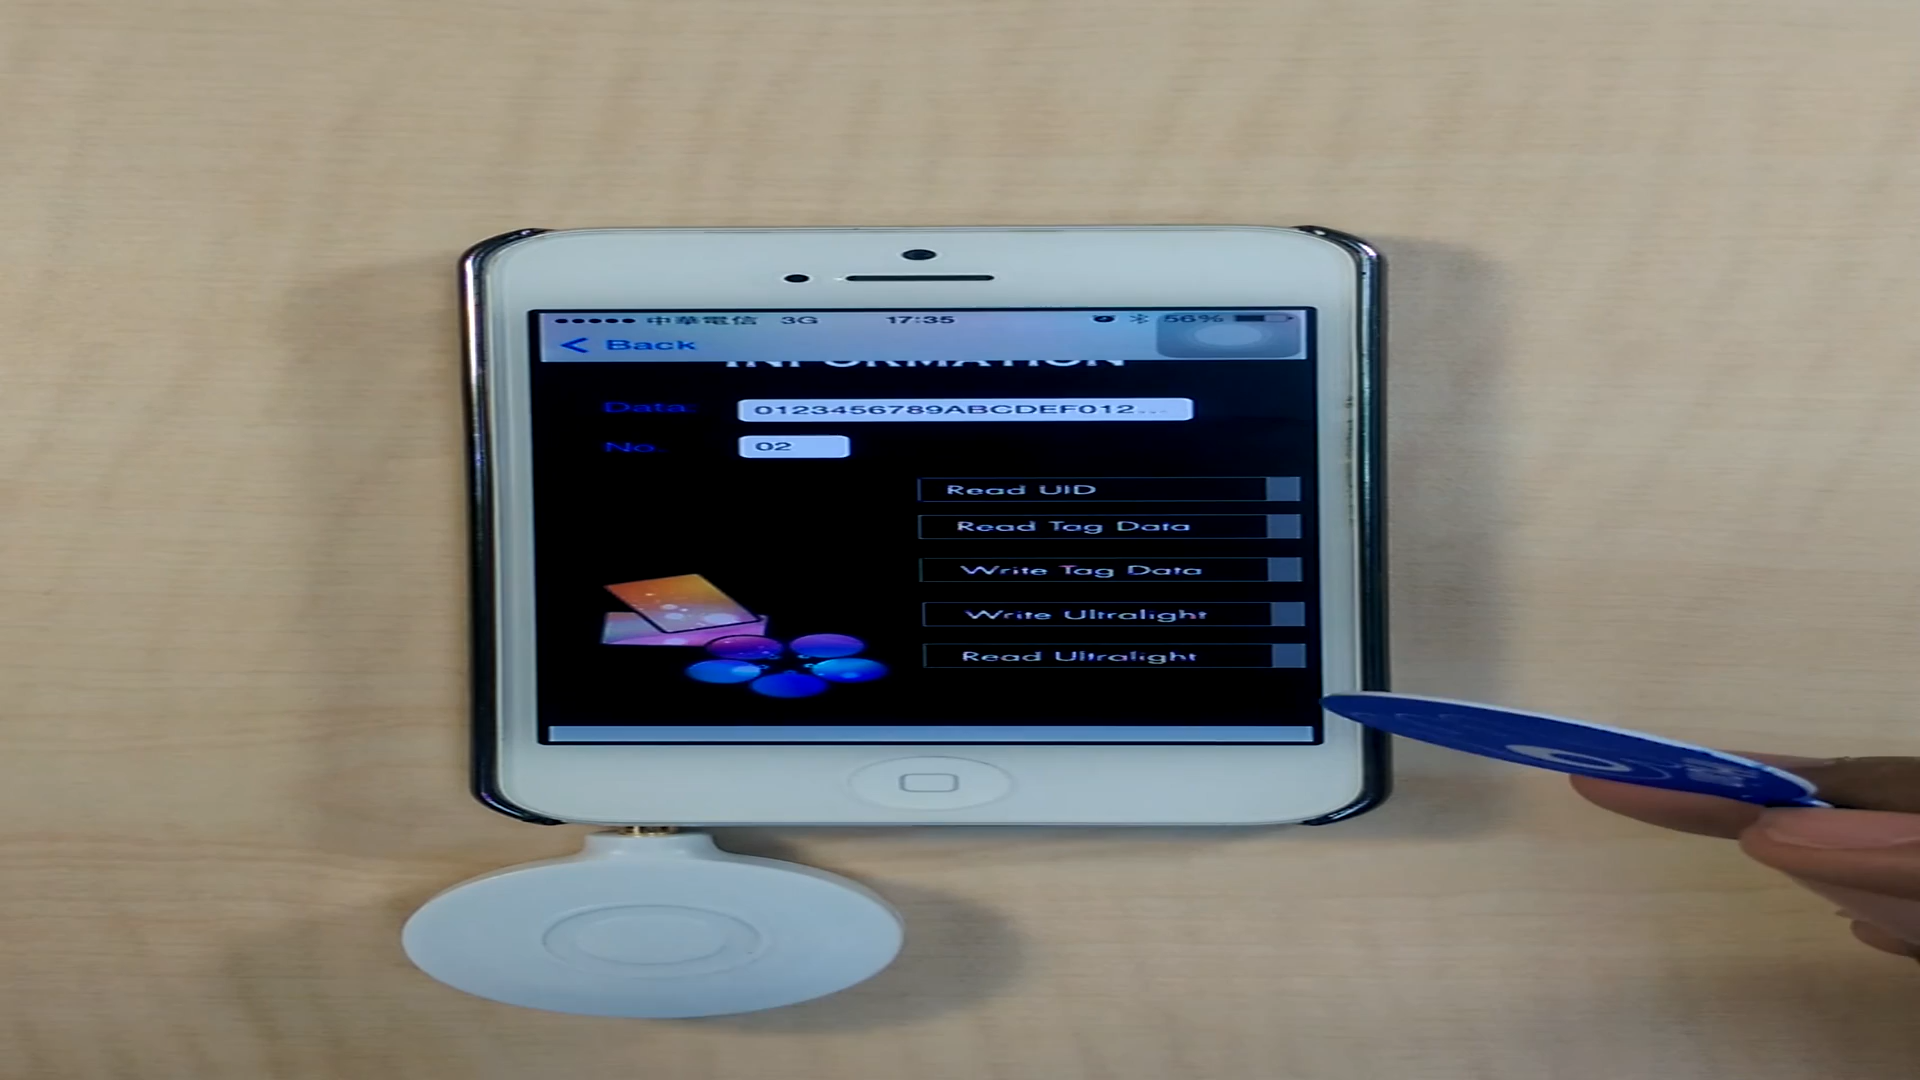 中華電信 3G 17:35 56%
Back
INFORMATION
Data:
0123456789ABCDEF012...
No.
02
Read UID
Read Tag Data
Write Tag Data
Write Ultralight
Read Ultralight